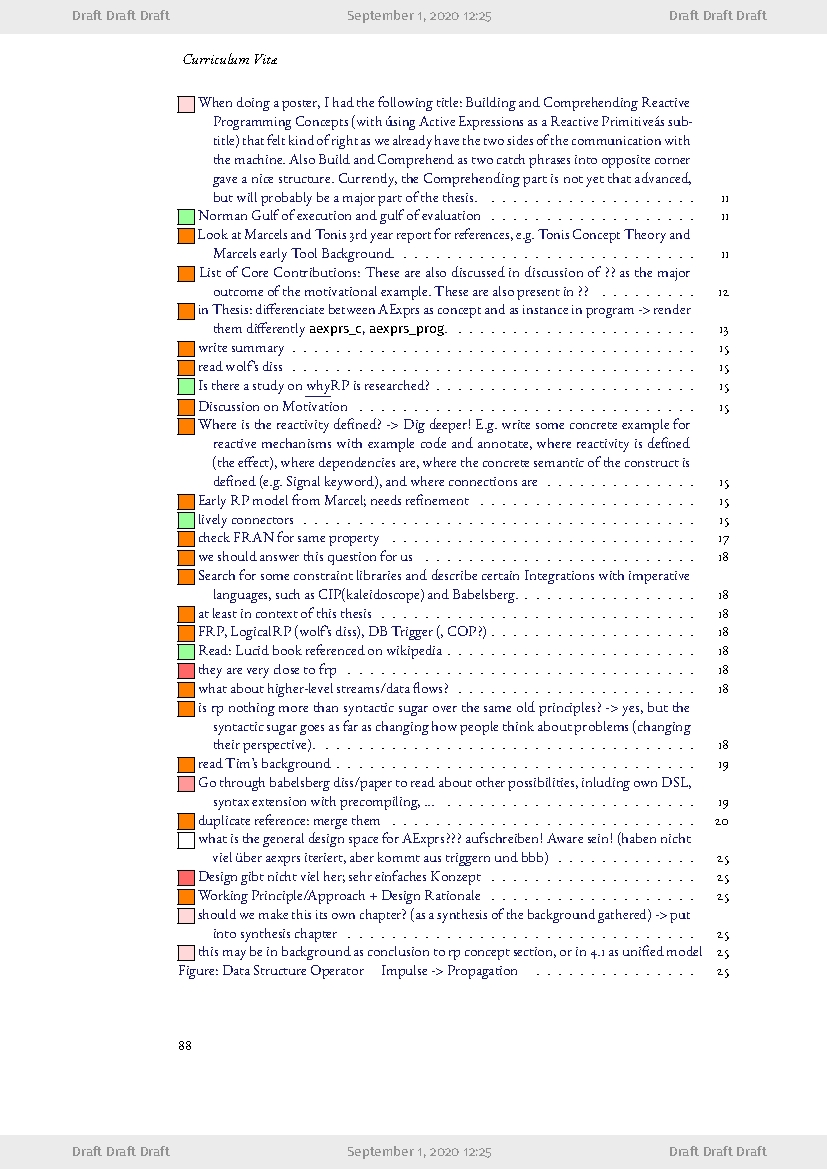 Draft Draft Draft September 1, 2020 12:25 Draft Draft Draft
Curriculum Vitæ
When doing a poster, I had the following title: Building and Comprehending Reactive
Programming Concepts (with úsing Active Expressions as a Reactive Primitiveás sub-
title) that felt kind of right as we already have the two sides of the communication with
the machine. Also Build and Comprehend as two catch phrases into opposite corner
gave a nice structure. Currently, the Comprehending part is not yet that advanced,
but will probably be a major part of the thesis. . . . . . . . . . . . . . . . . . . . 11
Norman Gulf of execution and gulf of evaluation . . . . . . . . . . . . . . . . . . . 11
Look at Marcels and Tonis 3rd year report for references, e.g. Tonis Concept Theory and
Marcels early Tool Background. . . . . . . . . . . . . . . . . . . . . . . . . . . . 11
List of Core Contributions: These are also discussed in discussion of ?? as the major
outcome of the motivational example. These are also present in ?? . . . . . . . . . 12
in Thesis: differenciate between AExprs as concept and as instance in program -> render
them differently aexprs_c, aexprs_prog. . . . . . . . . . . . . . . . . . . . . . . 13
write summary . . . . . . . . . . . . . . . . . . . . . . . . . . . . . . . . . . . . . 15
read wolf's diss . . . . . . . . . . . . . . . . . . . . . . . . . . . . . . . . . . . . . 15
Is there a study on whyRP is researched? . . . . . . . . . . . . . . . . . . . . . . . . 15
Discussion on Motivation . . . . . . . . . . . . . . . . . . . . . . . . . . . . . . . 15
Where is the reactivity defined? -> Dig deeper! E.g. write some concrete example for
reactive mechanisms with example code and annotate, where reactivity is defined
(the effect), where dependencies are, where the concrete semantic of the construct is
defined (e.g. Signal keyword), and where connections are . . . . . . . . . . . . . . 15
Early RP model from Marcel; needs refinement . . . . . . . . . . . . . . . . . . . . 15
lively connectors . . . . . . . . . . . . . . . . . . . . . . . . . . . . . . . . . . . . 15
check FRAN for same property . . . . . . . . . . . . . . . . . . . . . . . . . . . . 17
we should answer this question for us . . . . . . . . . . . . . . . . . . . . . . . . . 18
Search for some constraint libraries and describe certain Integrations with imperative
languages, such as CIP(kaleidoscope) and Babelsberg. . . . . . . . . . . . . . . . . 18
at least in context of this thesis . . . . . . . . . . . . . . . . . . . . . . . . . . . . . 18
FRP, LogicalRP (wolf's diss), DB Trigger (, COP?) . . . . . . . . . . . . . . . . . . . 18
Read: Lucid book referenced on wikipedia . . . . . . . . . . . . . . . . . . . . . . . 18
they are very close to frp . . . . . . . . . . . . . . . . . . . . . . . . . . . . . . . . 18
what about higher-level streams/data flows? . . . . . . . . . . . . . . . . . . . . . . 18
is rp nothing more than syntactic sugar over the same old principles? -> yes, but the
syntactic sugar goes as far as changing how people think about problems (changing
their perspective). . . . . . . . . . . . . . . . . . . . . . . . . . . . . . . . . . . 18
read Tim's background . . . . . . . . . . . . . . . . . . . . . . . . . . . . . . . . . 19
Go through babelsberg diss/paper to read about other possibilities, inluding own DSL,
syntax extension with precompiling, ... . . . . . . . . . . . . . . . . . . . . . . . 19
duplicate reference: merge them . . . . . . . . . . . . . . . . . . . . . . . . . . . . 20
what is the general design space for AExprs??? aufschreiben! Aware sein! (haben nicht
viel über aexprs iteriert, aber kommt aus triggern und bbb) . . . . . . . . . . . . . 25
Design gibt nicht viel her; sehr einfaches Konzept . . . . . . . . . . . . . . . . . . . 25
Working Principle/Approach + Design Rationale . . . . . . . . . . . . . . . . . . . 25
should we make this its own chapter? (as a synthesis of the background gathered) -> put
into synthesis chapter . . . . . . . . . . . . . . . . . . . . . . . . . . . . . . . . 25
this may be in background as conclusion to rp concept section, or in 4.1 as unified model 25
Figure: Data Structure Operator Impulse -> Propagation . . . . . . . . . . . . . . . 25
88
Draft Draft Draft September 1, 2020 12:25 Draft Draft Draft